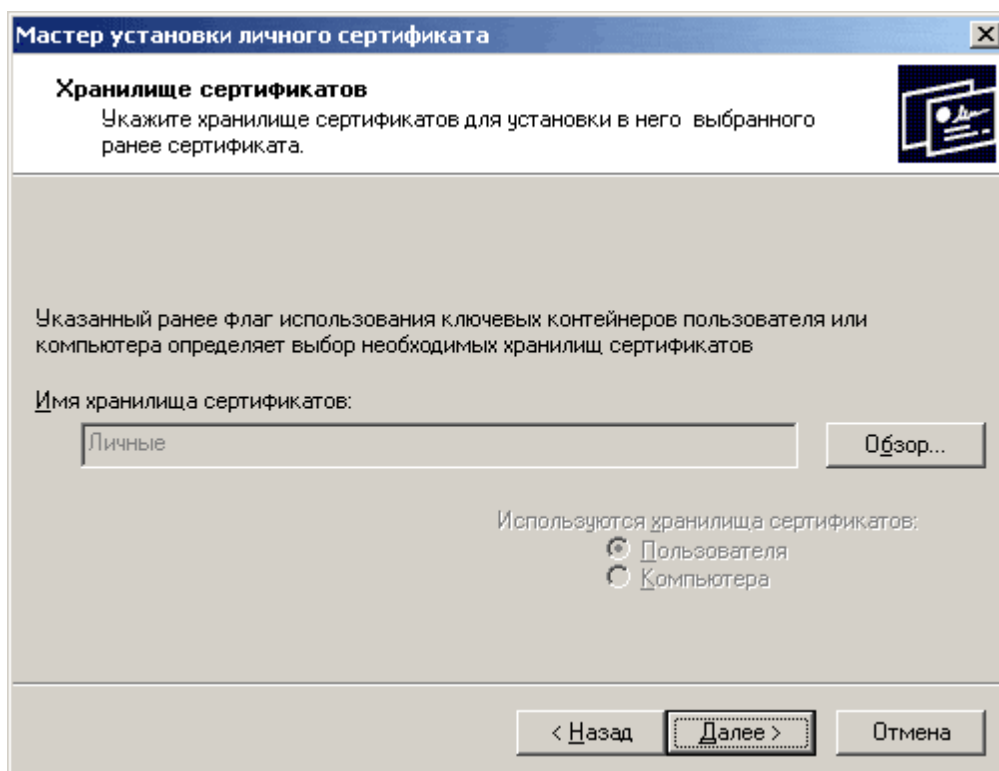 Мастер установки личного сертификата
Хранилище сертификатов
Укажите хранилище сертификатов для установки в него выбранного
ранее сертификата.
Указанный ранее флаг использования ключевых контейнеров пользователя или
компьютера определяет выбор необходимых хранилищ сертификатов
Имя хранилища сертификатов:
Личные
Обзор...
Используются хранилища сертификатов:
Пользователя
Компьютера
< Назад
Далее >
Отмена